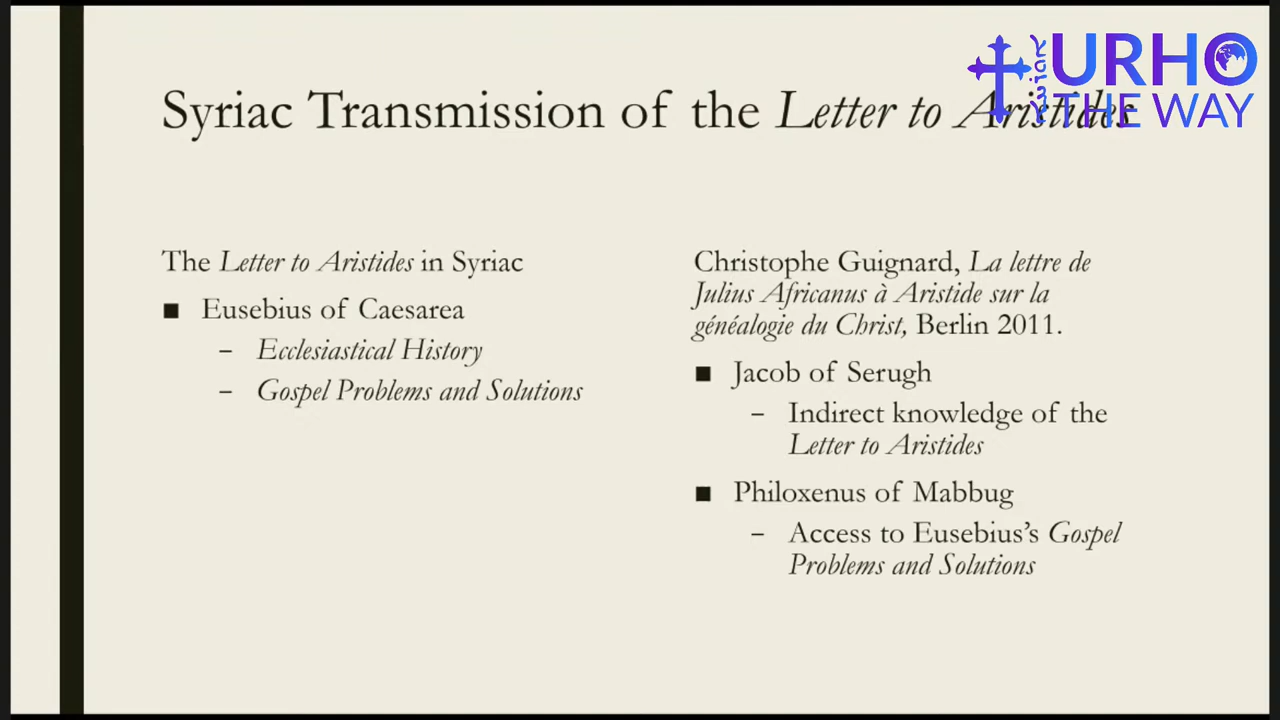 Syriac Transmission of the Letter to Aristides
URHO
THE WAY
The Letter to Aristides in Syriac
■ Eusebius of Caesarea
– Ecclesiastical History
– Gospel Problems and Solutions
Christophe Guignard, La lettre de
Julius Africanus à Aristide sur la
généalogie du Christ, Berlin 2011.
■ Jacob of Serugh
– Indirect knowledge of the
Letter to Aristides
■ Philoxenus of Mabbug
– Access to Eusebius’s Gospel
Problems and Solutions